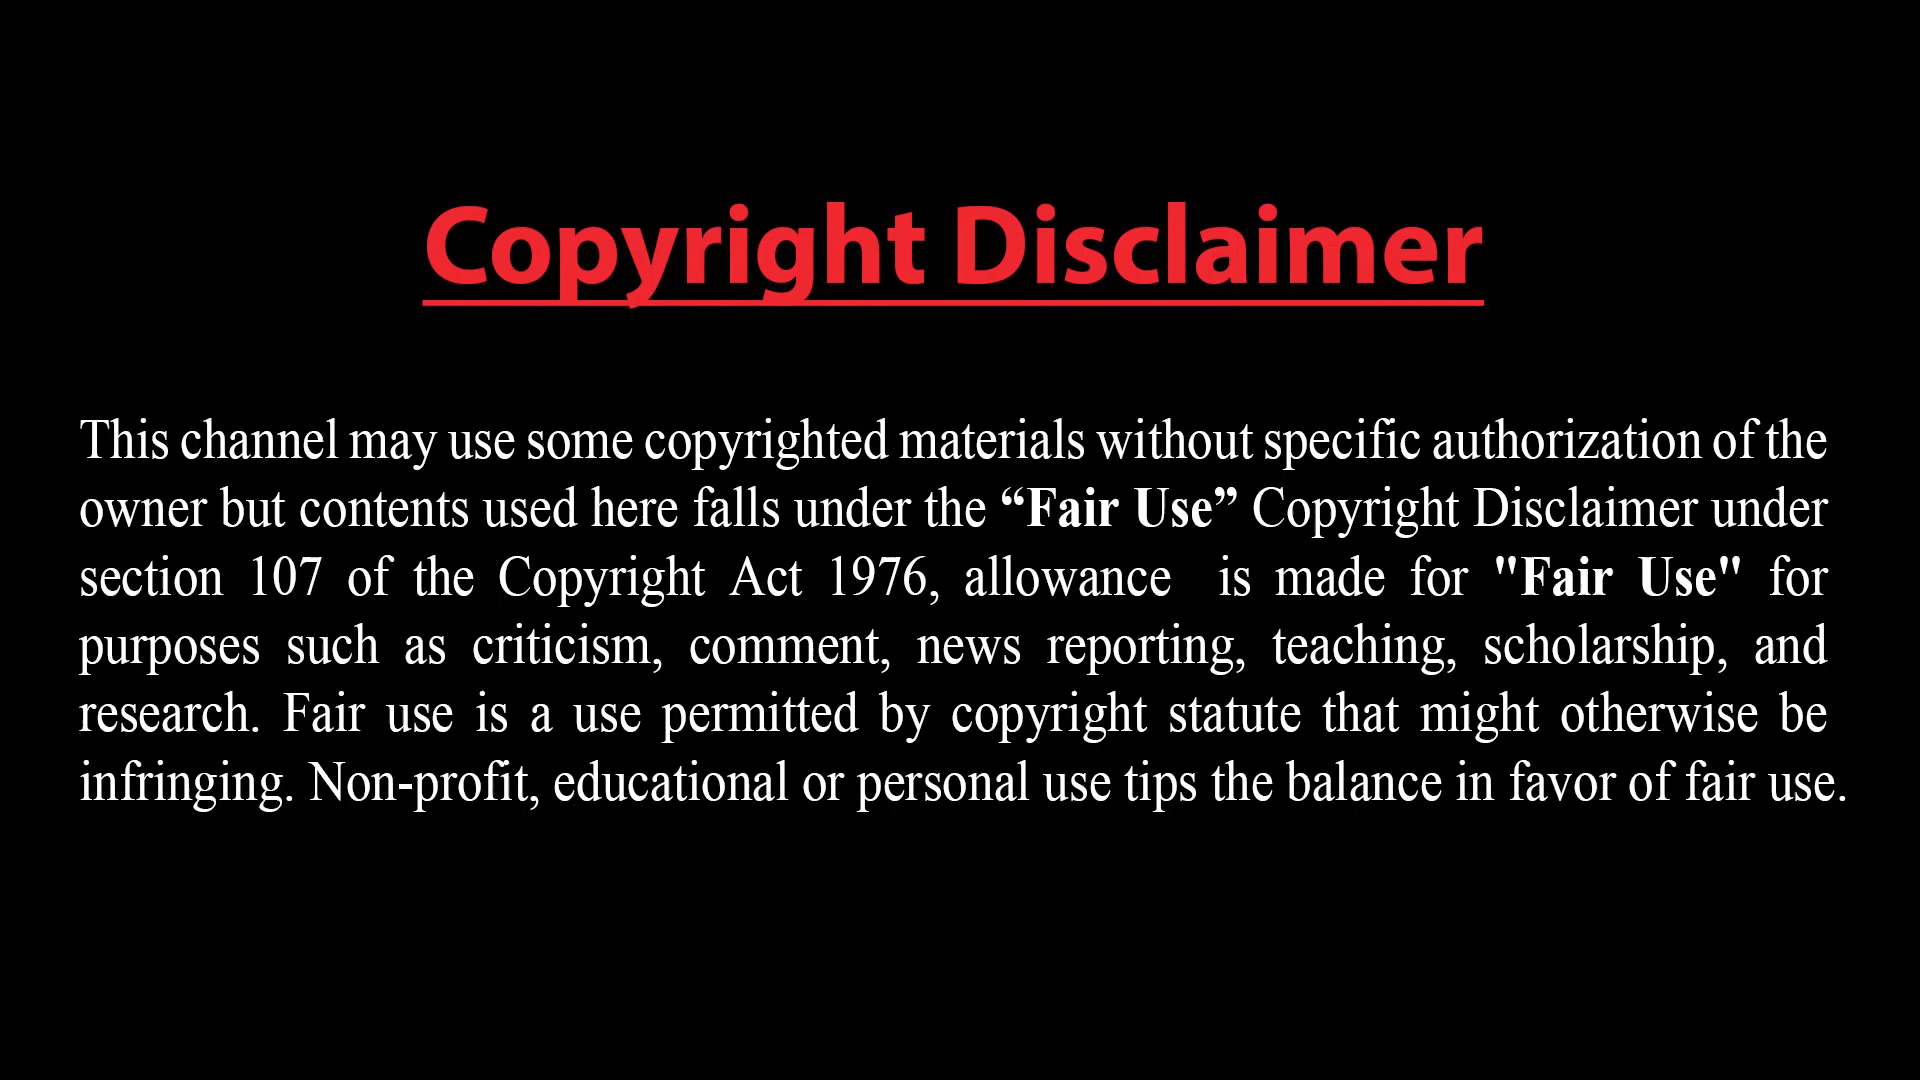 Copyright Disclaimer
This channel may use some copyrighted materials without specific authorization of the
owner but contents used here falls under the “Fair Use” Copyright Disclaimer under
section 107 of the Copyright Act 1976, allowance is made for "Fair Use" for
purposes such as criticism, comment, news reporting, teaching, scholarship, and
research. Fair use is a use permitted by copyright statute that might otherwise be
infringing. Non-profit, educational or personal use tips the balance in favor of fair use.